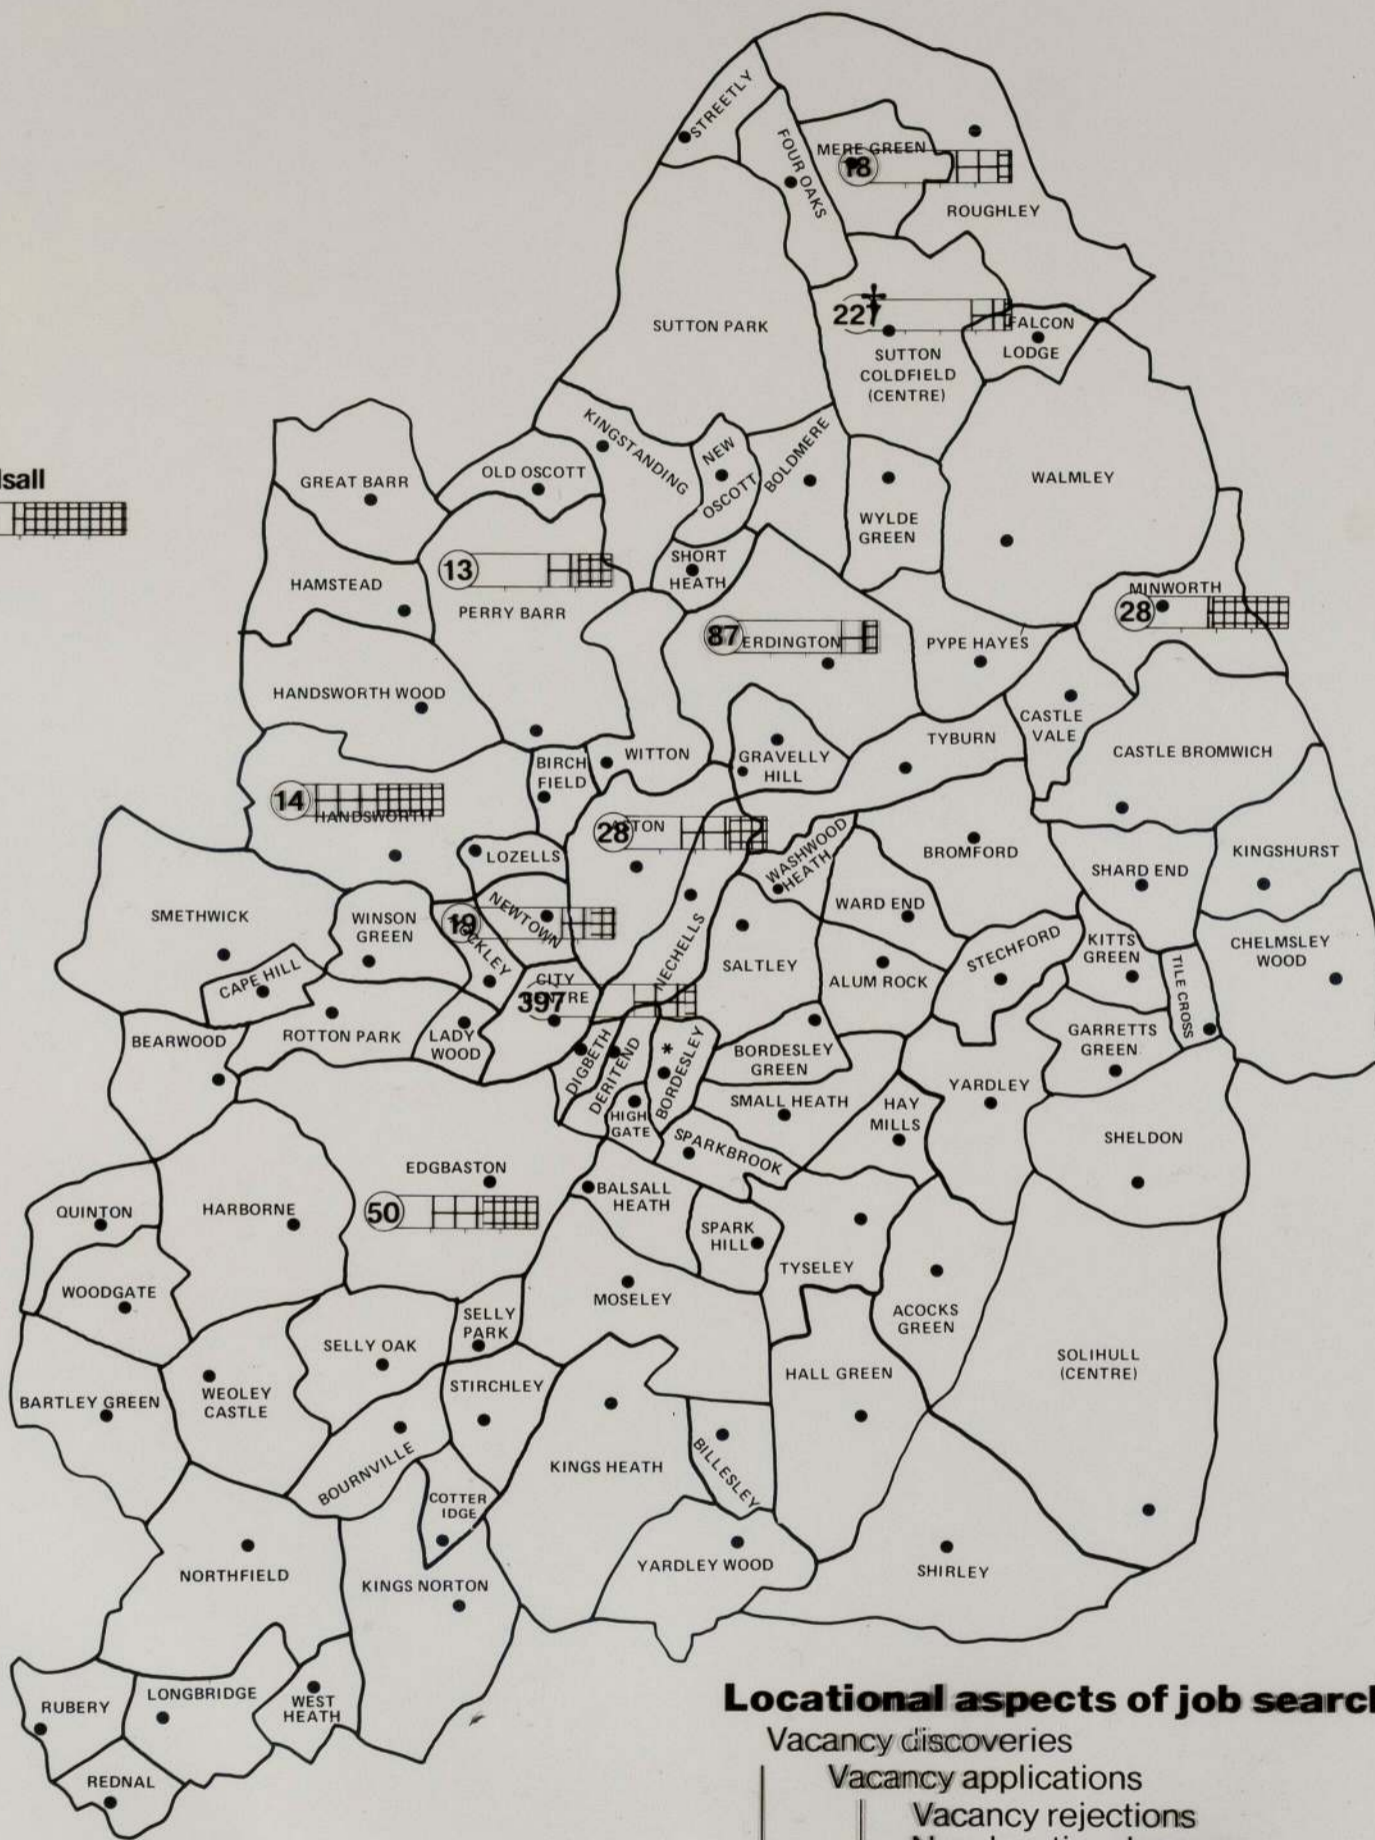 STREETLY
FOUR OAKS
MERE GREEN
18
ROUGHLEY
SUTTON PARK
227
SUTTON
COLDFIELD
(CENTRE)
FALCON
LODGE
KINGSTANDING
NEW
OSCOTT
BOLDMERE
WALMLEY
lsall
GREAT BARR
OLD OSCOTT
WYLDE
GREEN
SHORT
HEATH
13
HAMSTEAD
PERRY BARR
MINWORTH
28
87
ERDINGTON
PYPE HAYES
HANDSWORTH WOOD
CASTLE
VALE
TYBURN
CASTLE BROMWICH
BIRCH
FIELD
WITTON
GRAVELLY
HILL
14
HANDSWORTH
28
WASHWOOD
HEATH
BROMFORD
KINGSHURST
LOZELLS
SHARD END
SMETHWICK
WINSON
GREEN
NEWTOWN
19
NECHELLS
WARD END
STECHFORD
KITTS
GREEN
CHELMSLEY
WOOD
SALTLEY
ALUM ROCK
TILE CROSS
CAPE HILL
CITY
397
BEARWOOD
ROTTON PARK
LADY
WOOD
DIGBETH
DERITEND
BORDESLEY
*
BORDESLEY
GREEN
GARRETTS
GREEN
YARDLEY
HIGH
GATE
SMALL HEATH
HAY
MILLS
SPARKBROOK
SHELDON
EDGBASTON
BALSALL
HEATH
QUINTON
HARBORNE
50
SPARK
HILL
TYSELEY
WOODGATE
MOSELEY
SELLY
PARK
ACOCKS
GREEN
SELLY OAK
SOLIHULL
(CENTRE)
HALL GREEN
BARTLEY GREEN
WEOLEY
CASTLE
STIRCHLEY
BOURNVILLE
KINGS HEATH
BILLESLEY
COTTER
IDGE
NORTHFIELD
KINGS NORTON
YARDLEY WOOD
SHIRLEY
RUBERY
LONGBRIDGE
WEST
HEATH
REDNAL
Locational aspects of job search
Vacancy discoveries
Vacancy applications
Vacancy rejections